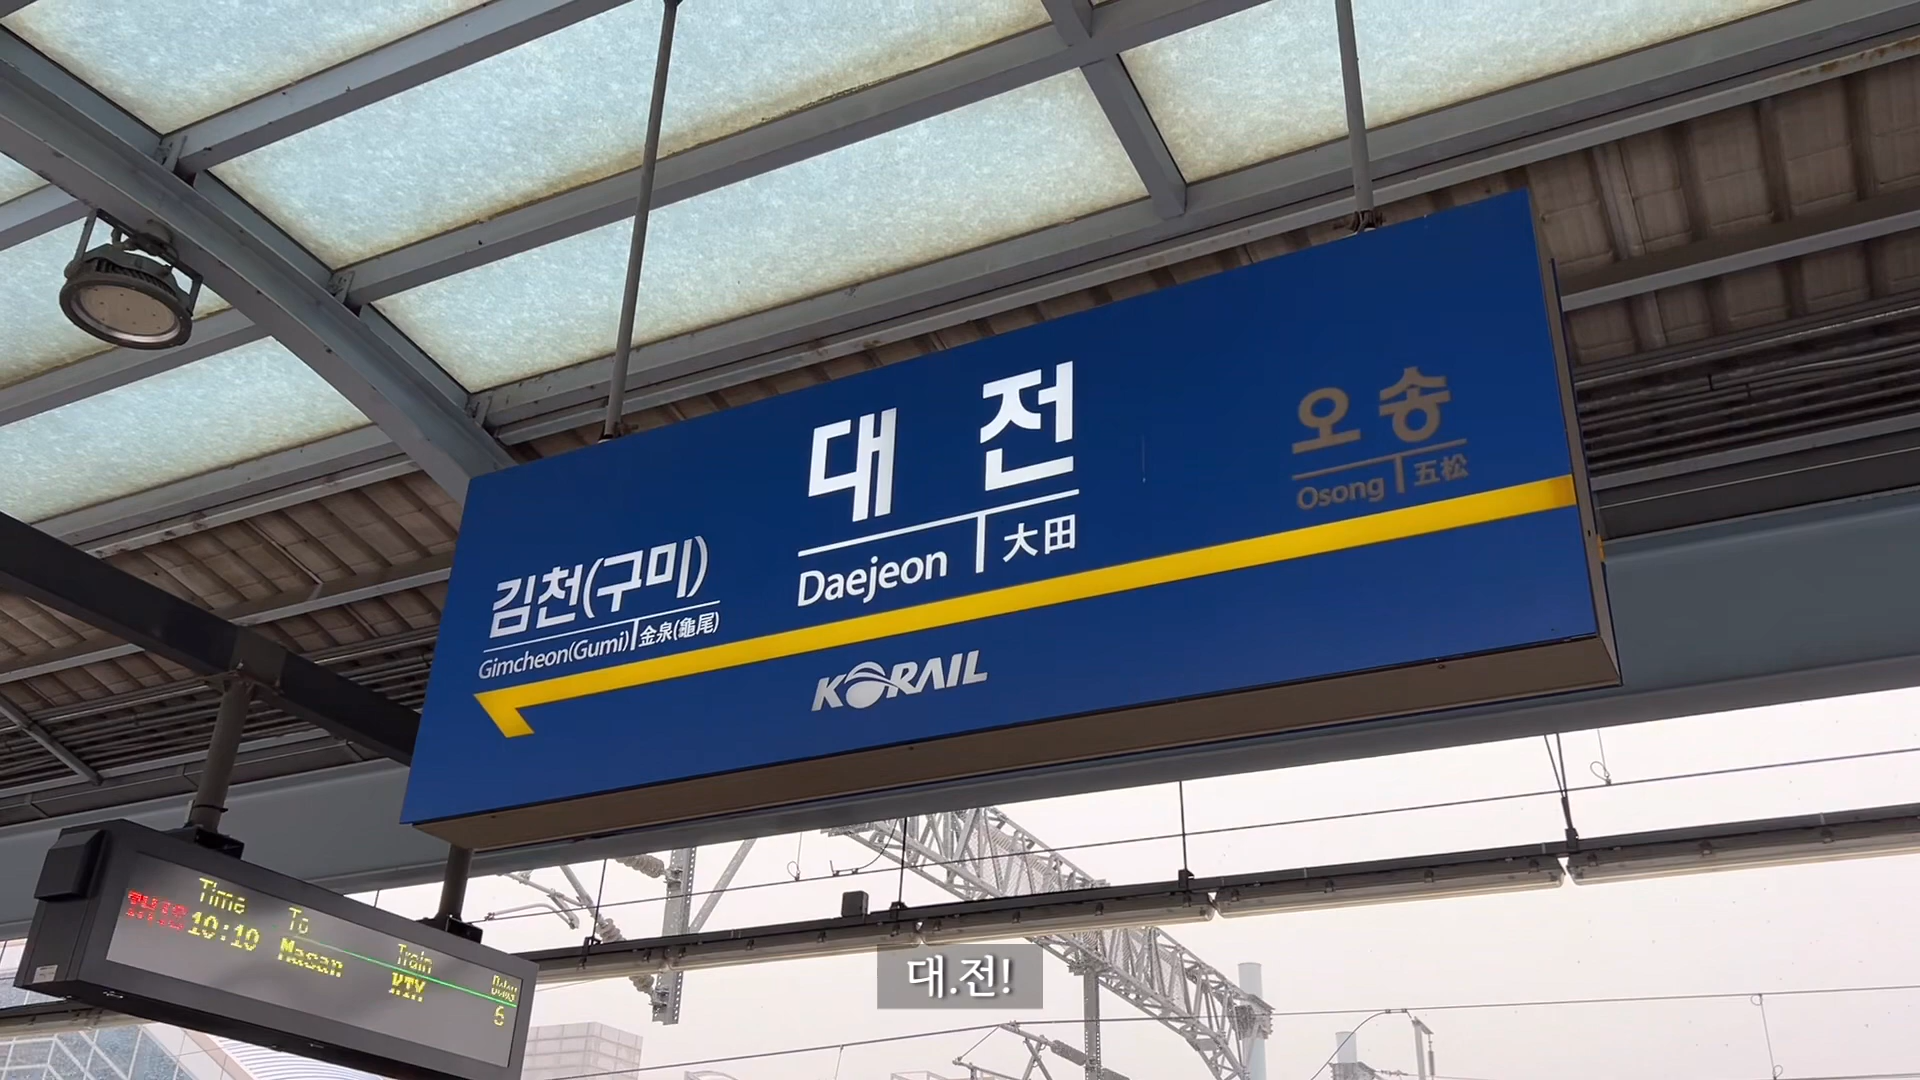 대 전
Daejeon 大田
오 송
Osong 五松
김천(구미)
Gimcheon(Gumi) 金泉(龜尾)
KORAIL
Time To Train Delay
10:10 Masan KTX 6
대.전!